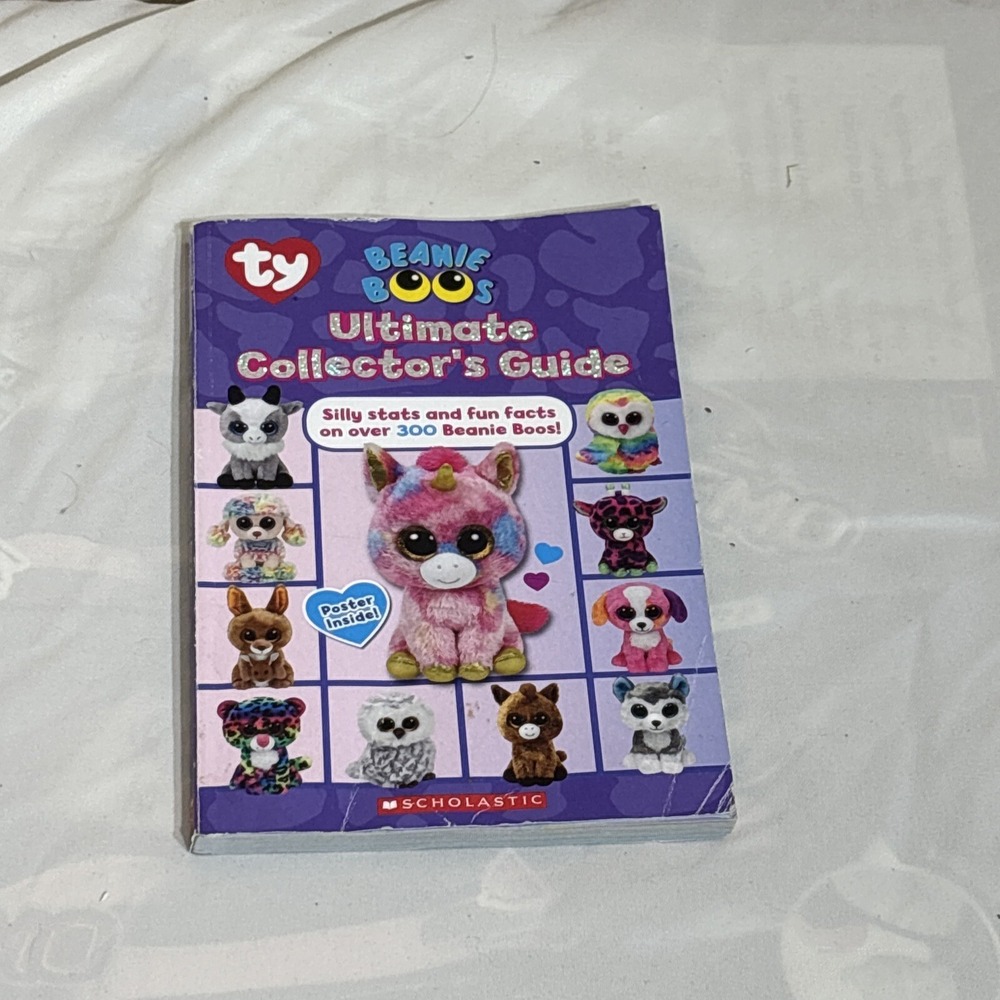 ty
BEANIE
BOOS
Ultimate
Collector's Guide
Silly stats and fun facts
on over 300 Beanie Boos!
Poster
Inside!
SCHOLASTIC